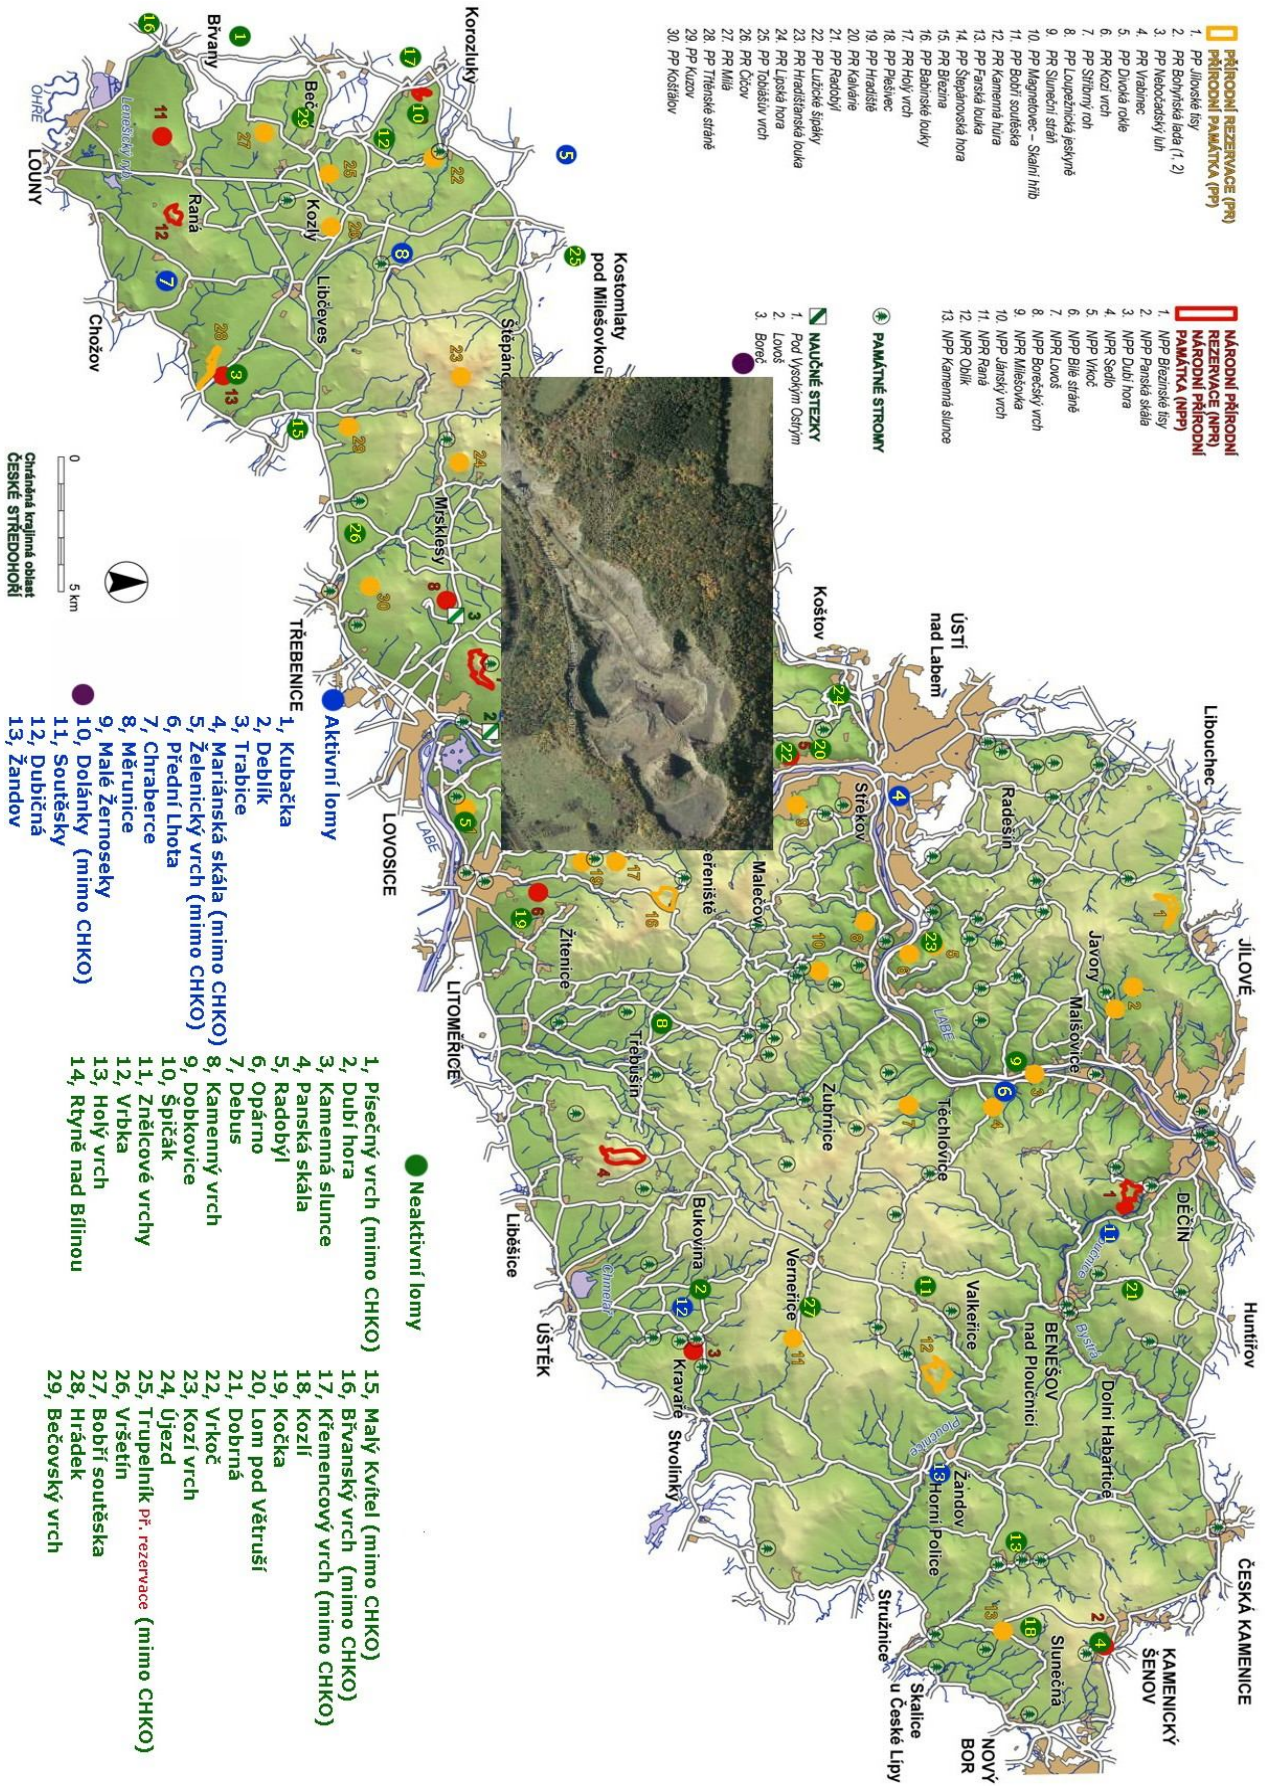 PŘÍRODNÍ REZERVACE (PR)
PŘÍRODNÍ PAMÁTKA (PP)
1. PP Jílovské tisy
2 PR Bohyňská lada (1, 2)
3. PP Nebočadský luh
4 PR Vrabinec
5. PP Divoká rokle
6. PR Kozí vrch
7. PP Stříbrný roh
8. PP Loupežnická jeskyně
9. PR Sluneční stráň
10. PP Magnetovec – Skalní hřib
11. PP Bobří soutěska
12 PR Kamenná hůra
13. PP Farská louka
14. PP Štěpánovská hora
15 PR Březina
16 PP Babinské louky
17. PR Holý vrch
18 PP Plešivec
19 PP Hradiště
20 PR Kalvárie
21 PP Radobýl
22 PP Lužické šipáky
23 PR Hradišťanská louka
24. PR Lipská hora
25 PP Tobiášův vrch
26 PR Číčov
27. PR Milá
28. PP Třtěnské stráně
29 PP Kuzov
30. PP Košťálov
NÁRODNÍ PŘÍRODNÍ
REZERVACE (NPR)
NÁRODNÍ PŘÍRODNÍ
PAMÁTKA (NPP)
1. NPP Březinské tisy
2 NPP Panská skála
3 NPP Dubí hora
4 NPR Sedlo
5. NPP Vrkoč
6 NPP Bílé stráně
7 NPR Lovoš
8 NPP Borečský vrch
9. NPR Milešovka
10. NPP Jánský vrch
11. NPR Raná
12. NPR Oblík
13. NPP Kamenná slunce
PAMÁTNÉ STROMY
NAUČNÉ STEZKY
1. Pod Vysokým Ostrým
2 Lovoš
3. Boreč
Libouchec
JÍLOVÉ
Huntířov
ČESKÁ KAMENICE
KAMENICKÝ
ŠENOV
NOVÝ
BOR
Skalice
u České Lípy
Slunečná
Stružnice
Horní Police
Žandov
Dolní Habartice
BENEŠOV
nad Ploučnicí
Valkeřice
DĚČÍN
Malšovice
Javory
Radešín
ÚSTÍ
nad Labem
Střekov
Koštov
Malečov
Těchlovice
Zubrnice
Verneřice
Bukovina
Kravaře
Stvolínky
ÚŠTĚK
Liběšice
Třebušín
Žitenice
LITOMĚŘICE
LOVOSICE
TŘEBENICE
Mrsklesy
Kostomlaty
pod Milešovkou
Korozluky
Břvany
LOUNY
Raná
Kozly
Libčeves
Chožov
OHŘE
LABE
LABE
Ploučnice
Bystrá
Chmelař
0 5 km
Chráněná krajinná oblast
ČESKÉ STŘEDOHOŘÍ
Aktivní lomy
1, Kubačka
2, Deblík
3, Trabice
4, Mariánská skála (mimo CHKO)
5, Želenický vrch (mimo CHKO)
6, Přední Lhota
7, Chraberce
8, Měrunice
9, Malé Žernoseky
10, Dolánky (mimo CHKO)
11, Soutěsky
12, Dubičná
13, Žandov
Neaktivní lomy
1, Písečný vrch (mimo CHKO)
2, Dubí hora
3, Kamenná slunce
4, Panská skála
5, Radobýl
6, Opárno
7, Debus
8, Kamenný vrch
9, Dobkovice
10, Špičák
11, Znělcové vrchy
12, Vrbka
13, Holý vrch
14, Rtyně nad Bílinou
15, Malý Kvítel (mimo CHKO)
16, Břvanský vrch (mimo CHKO)
17, Křemencový vrch (mimo CHKO)
18, Kozlí
19, Kočka
20, Lom pod Větruší
21, Dobrná
22, Vrkoč
23, Kozí vrch
24, Újezd
25, Trupelník Př. rezervace (mimo CHKO)
26, Vršetín
27, Bobří soutěska
28, Hrádek
29, Bečovský vrch